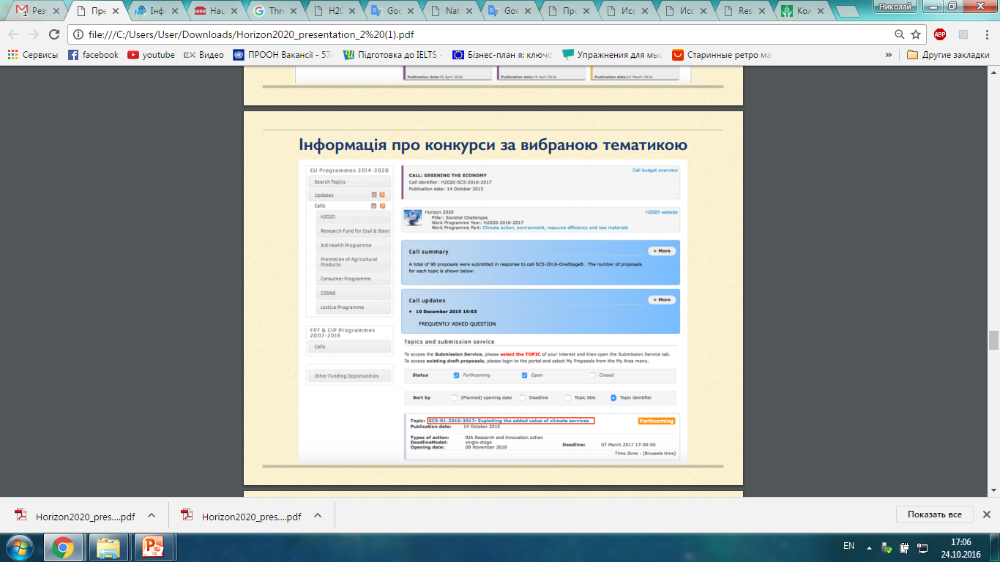 Рез
Пре
Інф
Нац
Thre
H20
Goo
Nat
Goo
Про
Исс
Исс
Res
Кол
Николай
file:///C:/Users/User/Downloads/Horizon2020_presentation_2%20(1).pdf
ABP
Сервисы
facebook
youtube
EX Видео
ПРООН Вакансії - 574
Підготовка до IELTS -
Бізнес-план я: ключо
Упражнения для мы
Старинные ретро ма
»
Другие закладки
Publication date:20 April 2016
Publication date:19 April 2016
Publication date:15 March 2016
Інформація про конкурси за вибраною тематикою
EU Programmes 2014-2020
Search Topics
Updates
Calls
H2020
Research Fund for Coal & Steel
3rd Health Programme
Promotion of Agricultural
Products
Consumer Programme
COSME
Justice Programme
FP7 & CIP Programmes
2007-2013
Calls
Other Funding Opportunities
Call budget overview
CALL: GREENING THE ECONOMY
Call identifier: H2020-SC5-2016-2017
Publication date: 14 October 2015
Horizon 2020
H2020 website
Pillar: Societal Challenges
Work Programme Year: H2020-2016-2017
Work Programme Part: Climate action, environment, resource efficiency and raw materials
Call summary
+ More
A total of 98 proposals were submitted in response to call SC5-2016-OneStageB . The number of proposals
for each topic is shown below:
Call updates
+ More
• 10 December 2015 15:53
FREQUENTLY ASKED QUESTION
Topics and submission service
To access the Submission Service, please select the TOPIC of your interest and then open the Submission Service tab.
To access existing draft proposals, please login to the portal and select My Proposals from the My Area menu.
Status Forthcoming Open Closed
Sort by (Planned) opening date Deadline Topic title Topic identifier
Topic: SC5-01-2016-2017: Exploiting the added value of climate services
Forthcoming
Publication date: 14 October 2015
Types of action: RIA Research and Innovation action
DeadlineModel: single-stage
Opening date: 08 November 2016
Deadline: 07 March 2017 17:00:00
Time Zone : (Brussels time)
Horizon2020_pres....pdf
Horizon2020_pres....pdf
Показать все
EN
17:06
24.10.2016